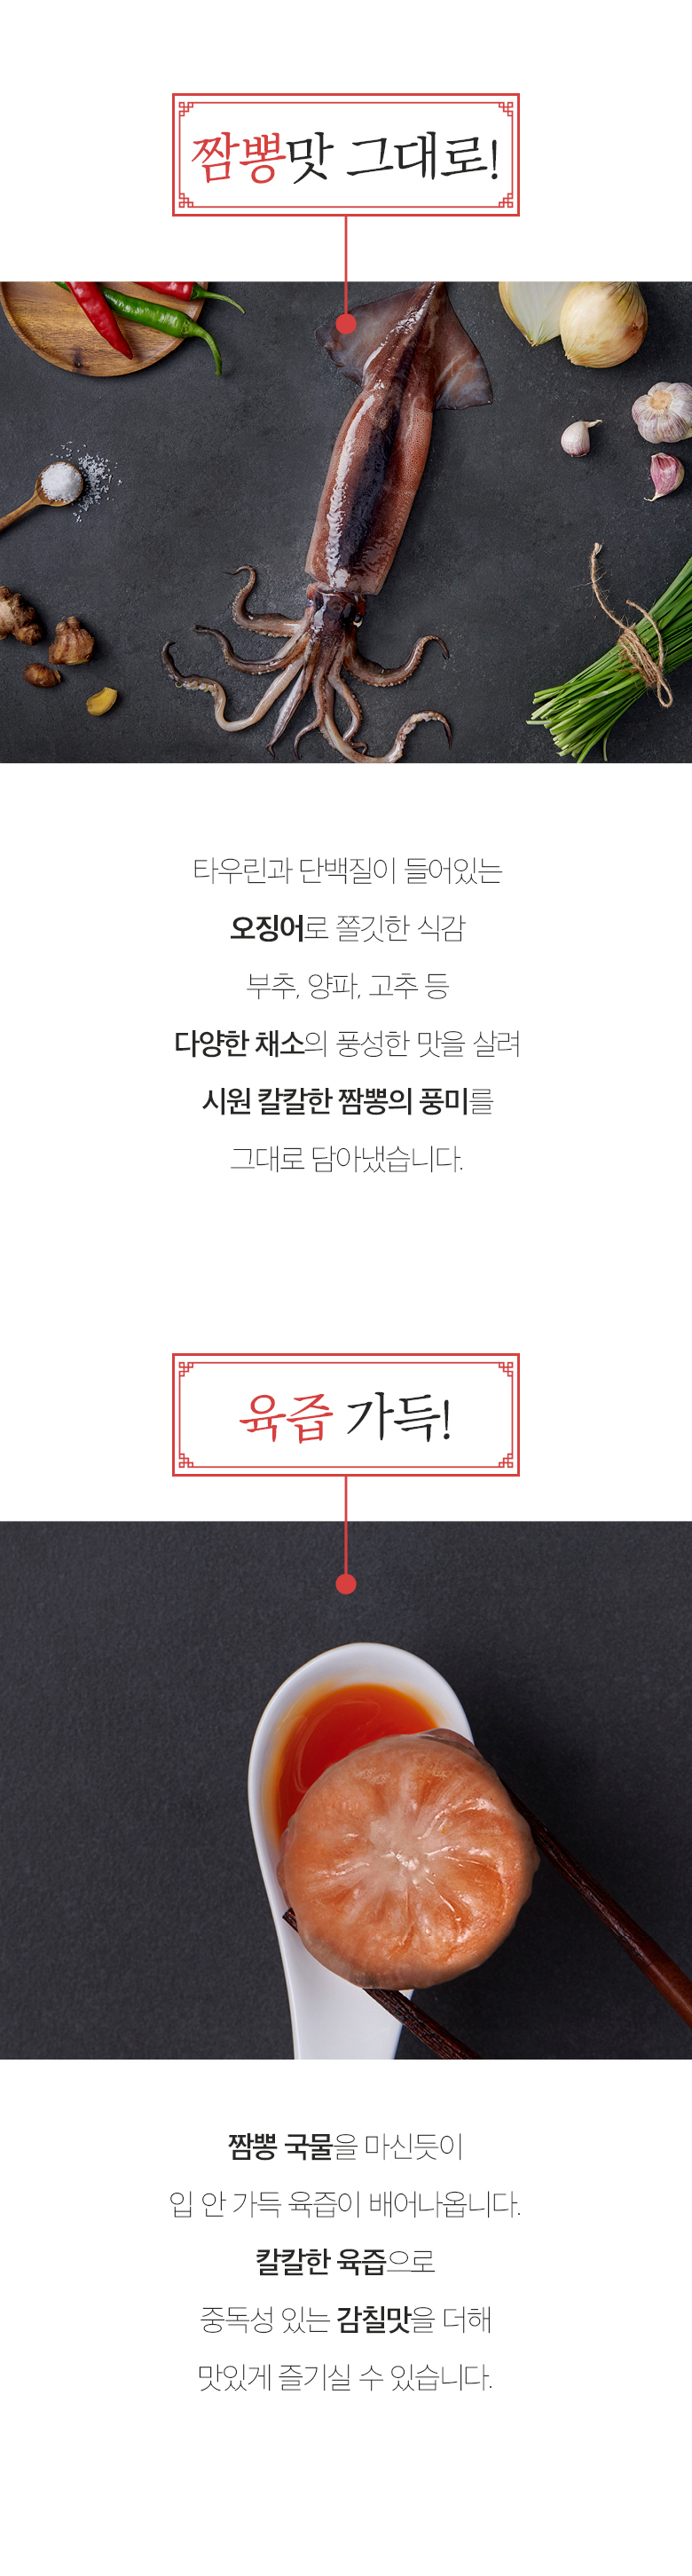 짬뽕맛 그대로!
타우린과 단백질이 들어있는
오징어로 쫄깃한 식감
부추, 양파, 고추 등
다양한 채소의 풍성한 맛을 살려
시원 칼칼한 짬뽕의 풍미를
그대로 담아냈습니다.
육즙 가득!
짬뽕 국물을 마신듯이
입 안 가득 육즙이 배어나옵니다.
칼칼한 육즙으로
중독성 있는 감칠맛을 더해
맛있게 즐기실 수 있습니다.